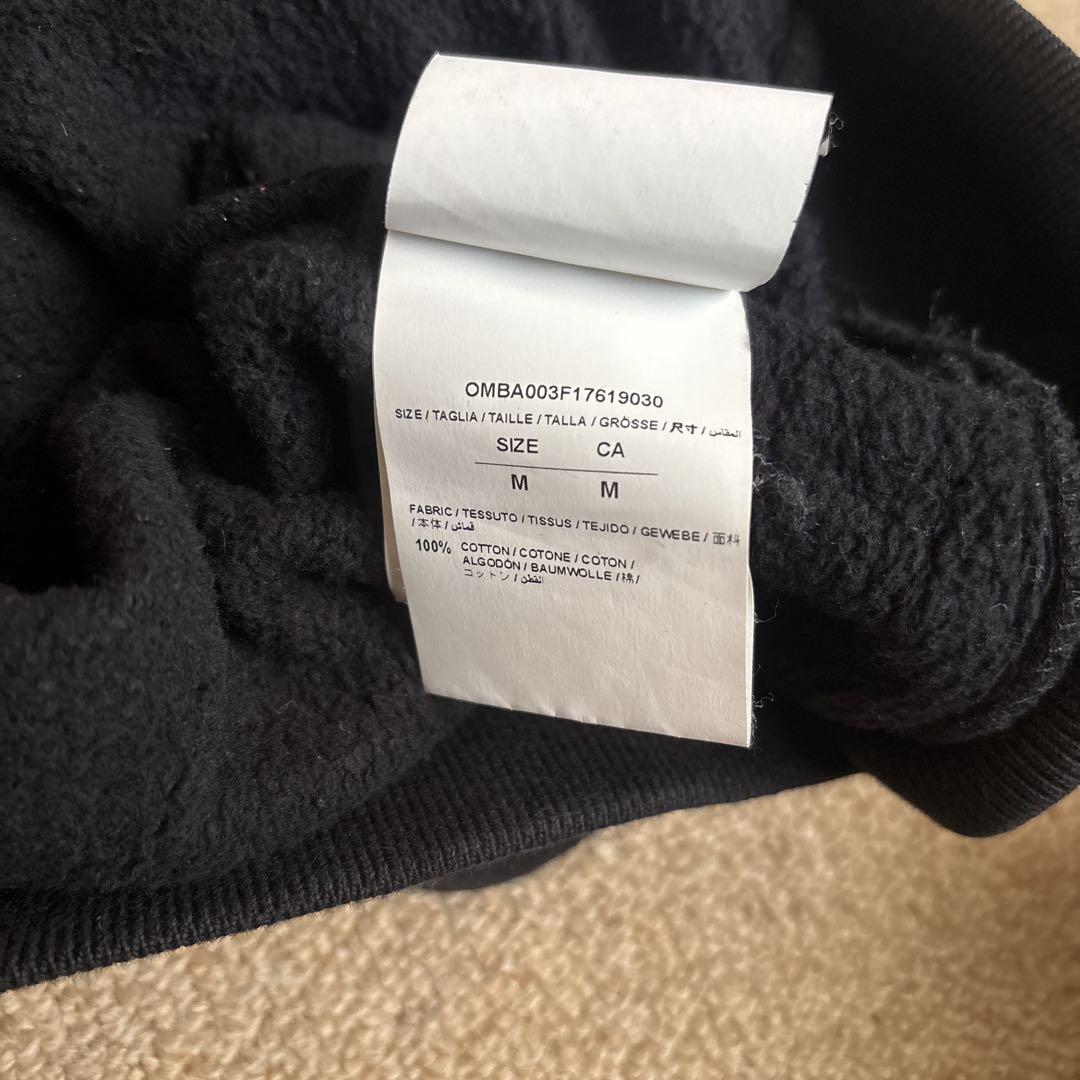 OMBA003F17619030
SIZE / TAGLIA / TAILLE / TALLA / GRÖSSE / 尺寸 / المقاس
SIZE CA
M M
FABRIC / TESSUTO / TISSUS / TEJIDO / GEWEBE / 面料
/ 本体 / قماش
100% COTTON / COTONE / COTON /
ALGODÓN / BAUMWOLLE / 棉 /
コットン / القطن